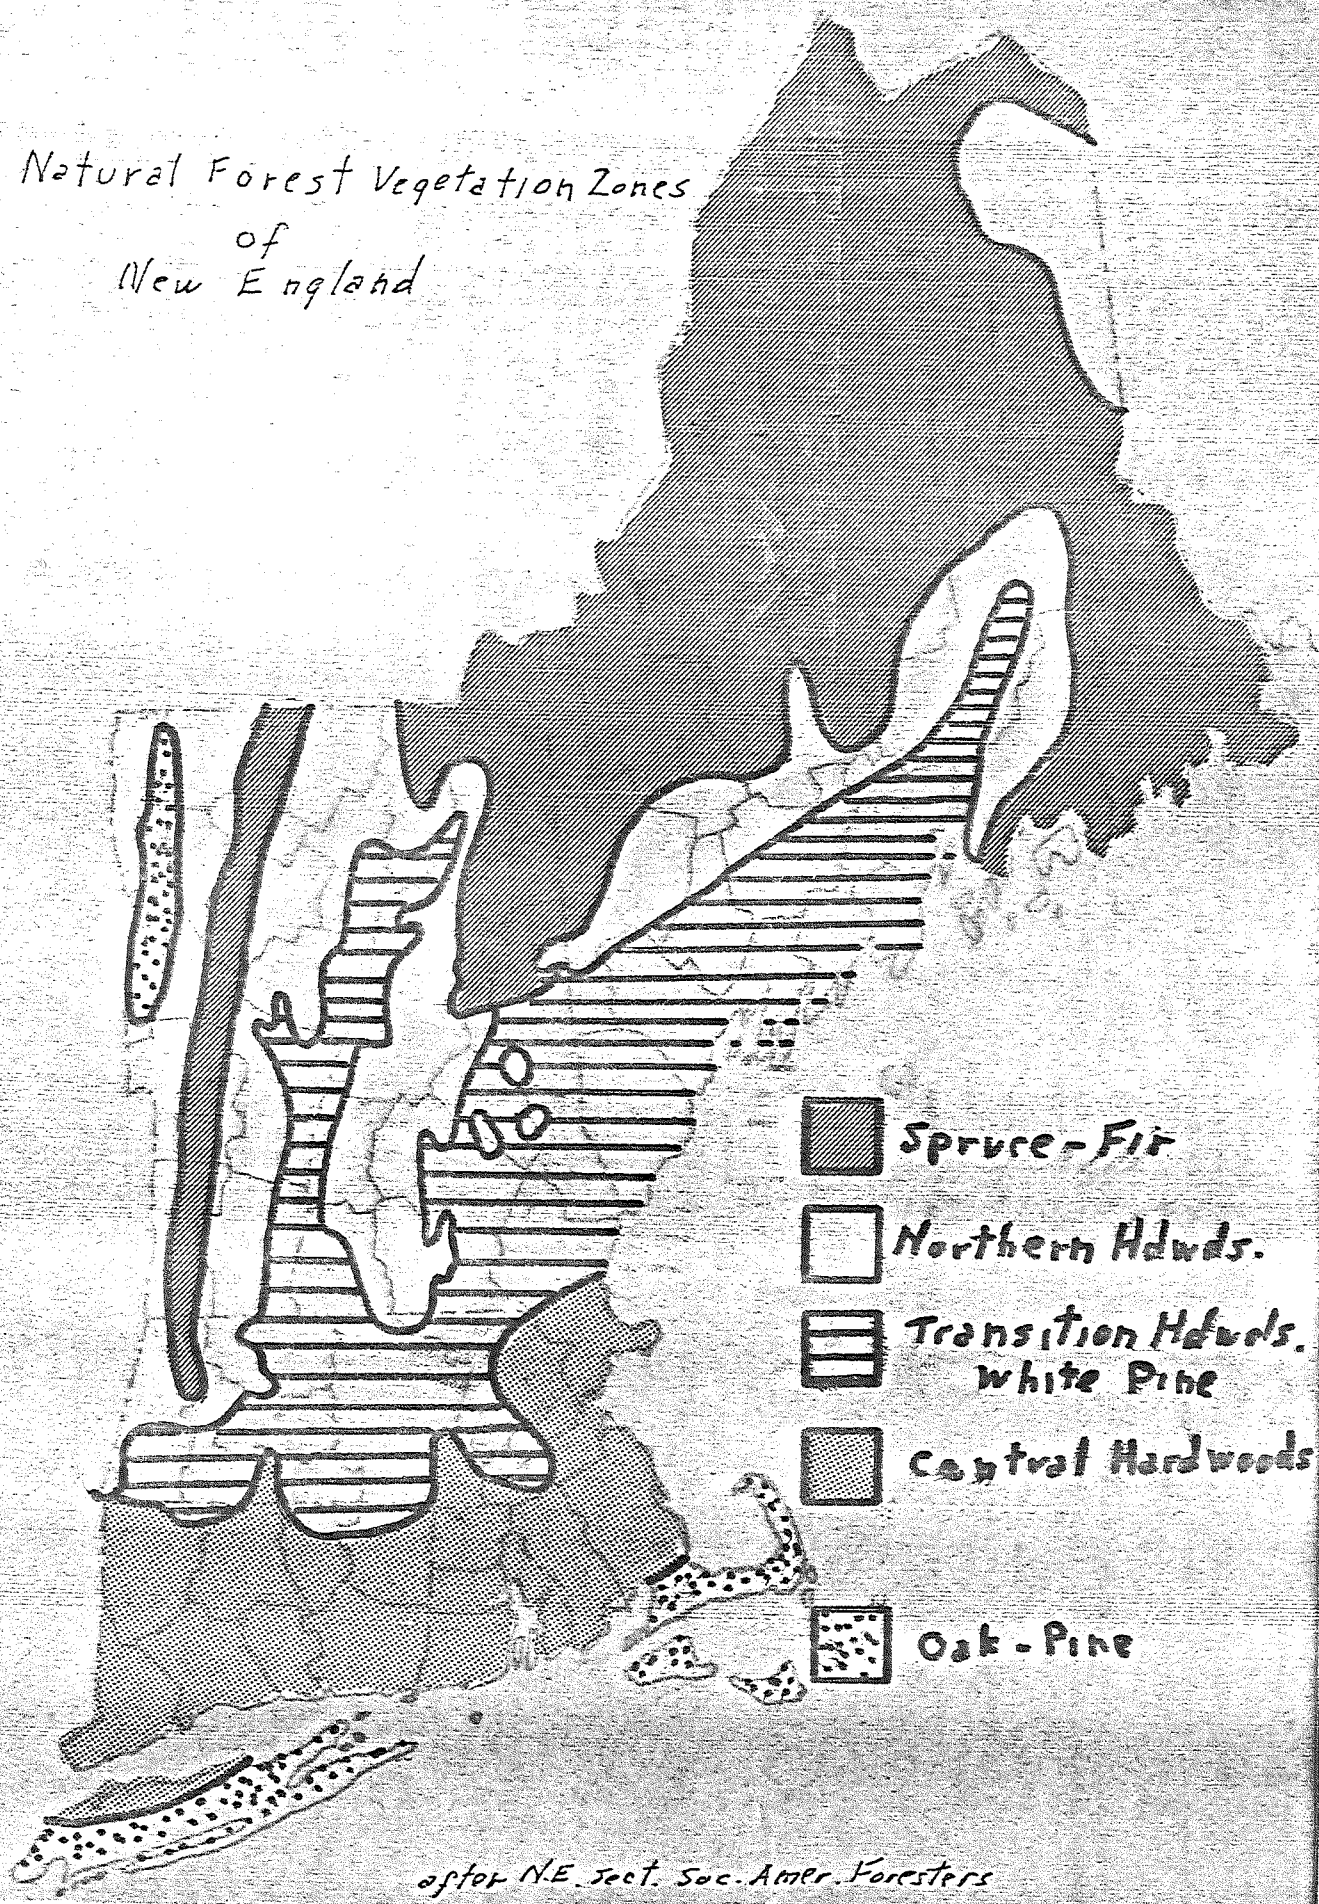 Natural Forest Vegetation Zones
of
New England
Spruce-Fir
Northern Hdwds.
Transition Hdwds.
White Pine
Central Hardwoods
Oak-Pine
after N.E. Sect. Soc. Amer. Foresters